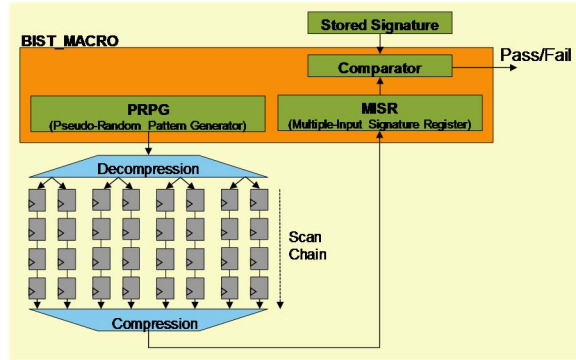 Stored Signature
BIST_MACRO
Comparator
Pass/Fail
PRPG
(Pseudo-Random Pattern Generator)
MISR
(Multiple-Input Signature Register)
Decompression
Scan
Chain
Compression